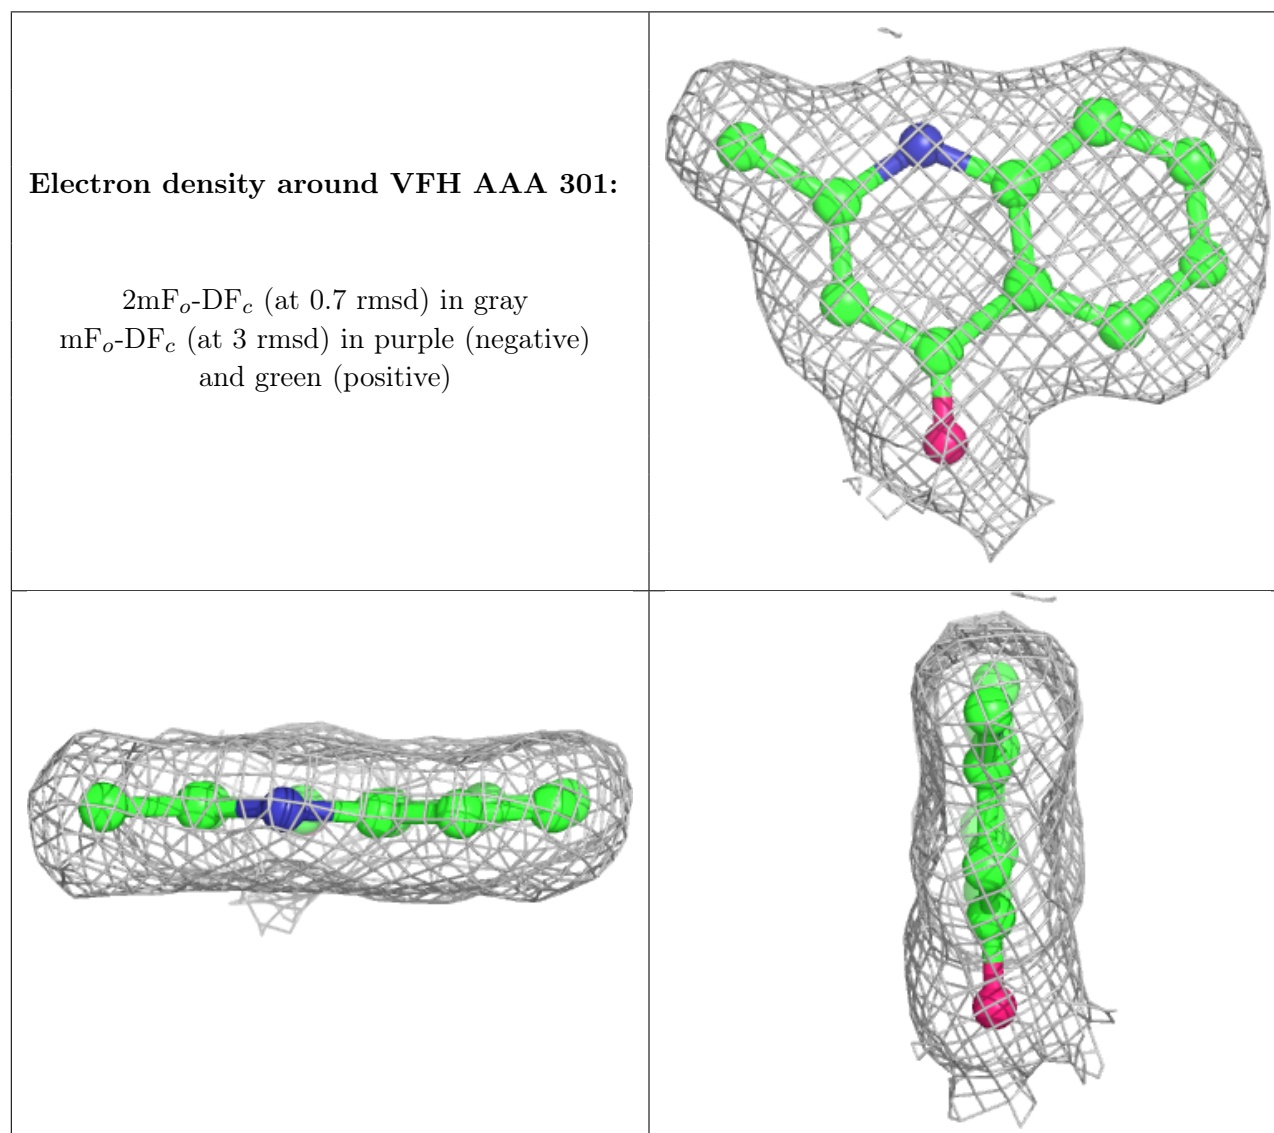 Electron density around VFH AAA 301:
2mFo-DFc (at 0.7 rmsd) in gray
mFo-DFc (at 3 rmsd) in purple (negative)
and green (positive)